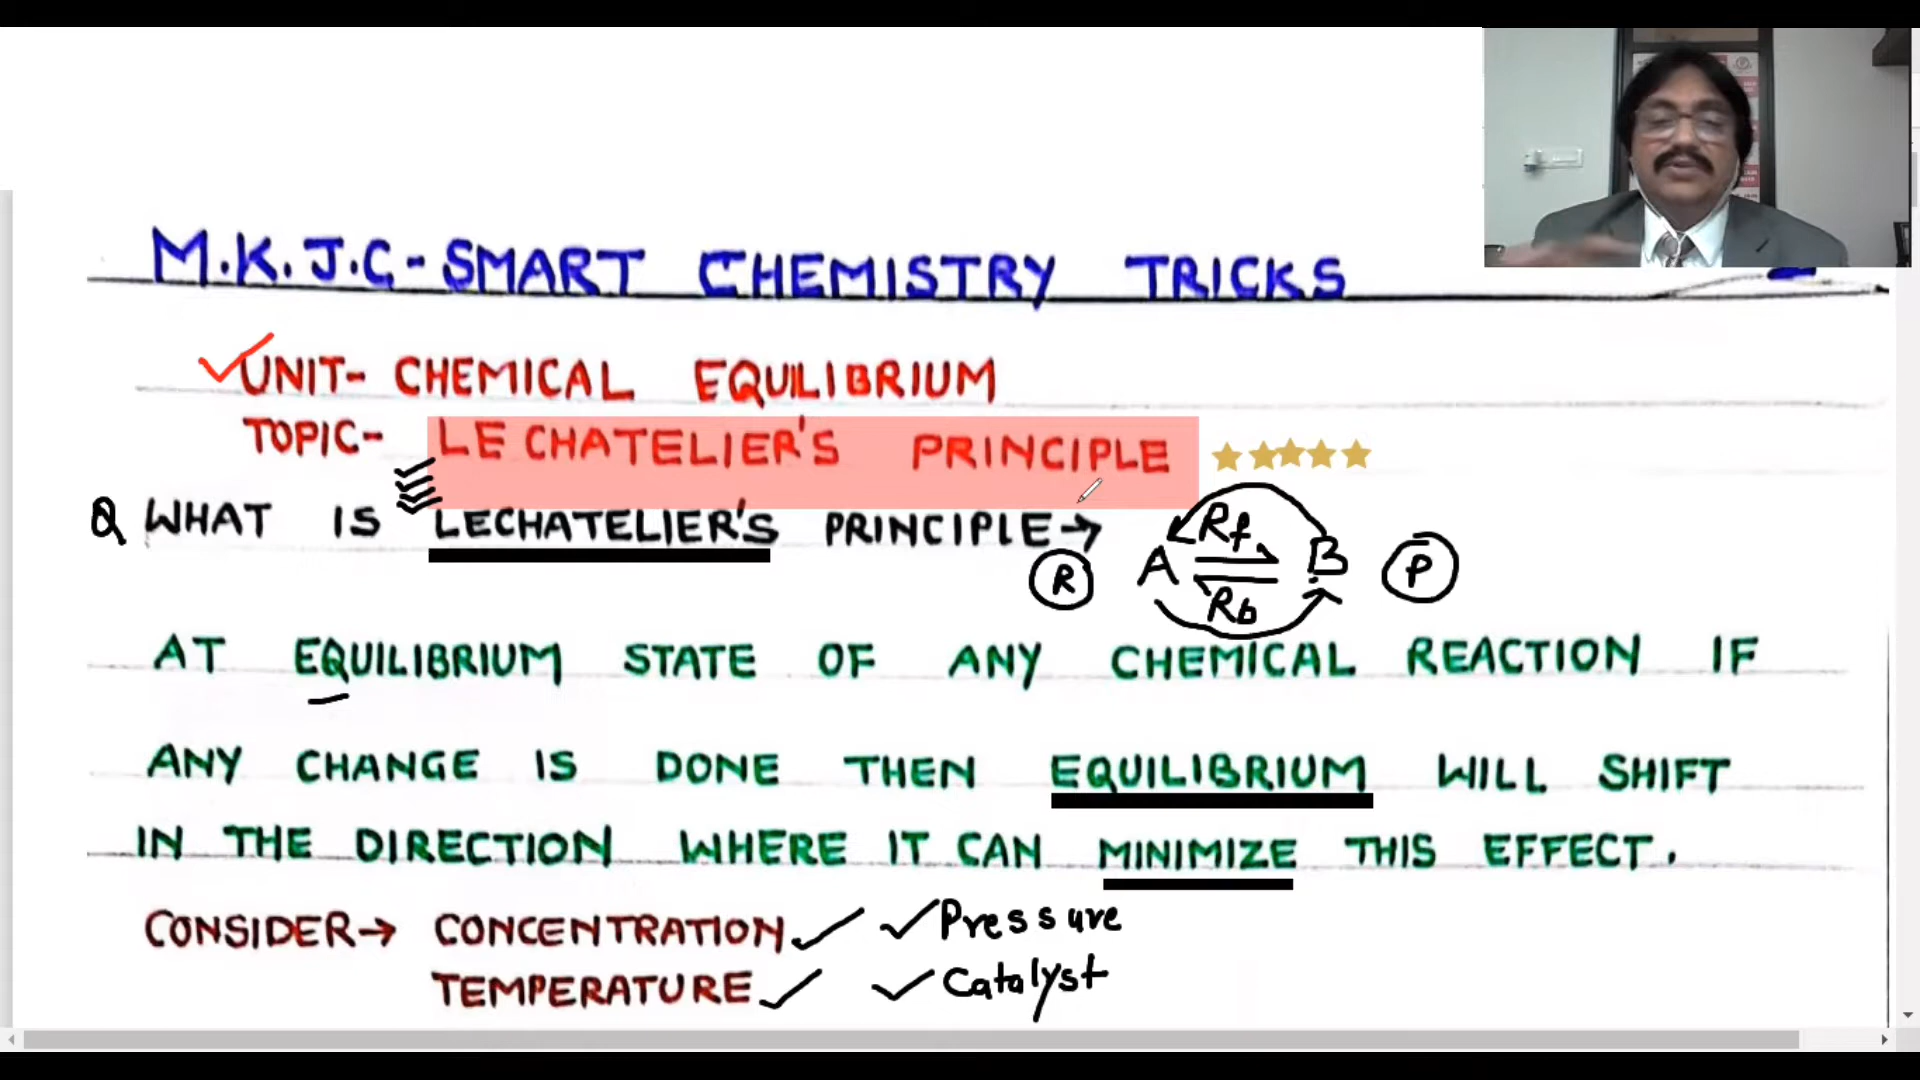 M.K.J.C-SMART CHEMISTRY TRICKS
UNIT- CHEMICAL EQUILIBRIUM
TOPIC- LE CHATELIER'S PRINCIPLE
Q WHAT IS LECHATELIER'S PRINCIPLE→
Rf
R A ⇌ B P
Rb
AT EQUILIBRIUM STATE OF ANY CHEMICAL REACTION IF
ANY CHANGE IS DONE THEN EQUILIBRIUM WILL SHIFT
IN THE DIRECTION WHERE IT CAN MINIMIZE THIS EFFECT.
CONSIDER→ CONCENTRATION ✓ ✓ Pressure
TEMPERATURE ✓ ✓ Catalyst